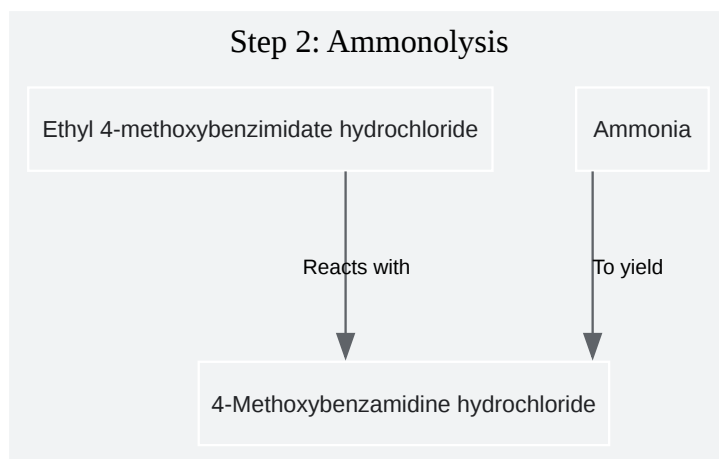 Step 2: Ammonolysis
Ethyl 4-methoxybenzimidate hydrochloride
Ammonia
Reacts with
To yield
4-Methoxybenzamidine hydrochloride